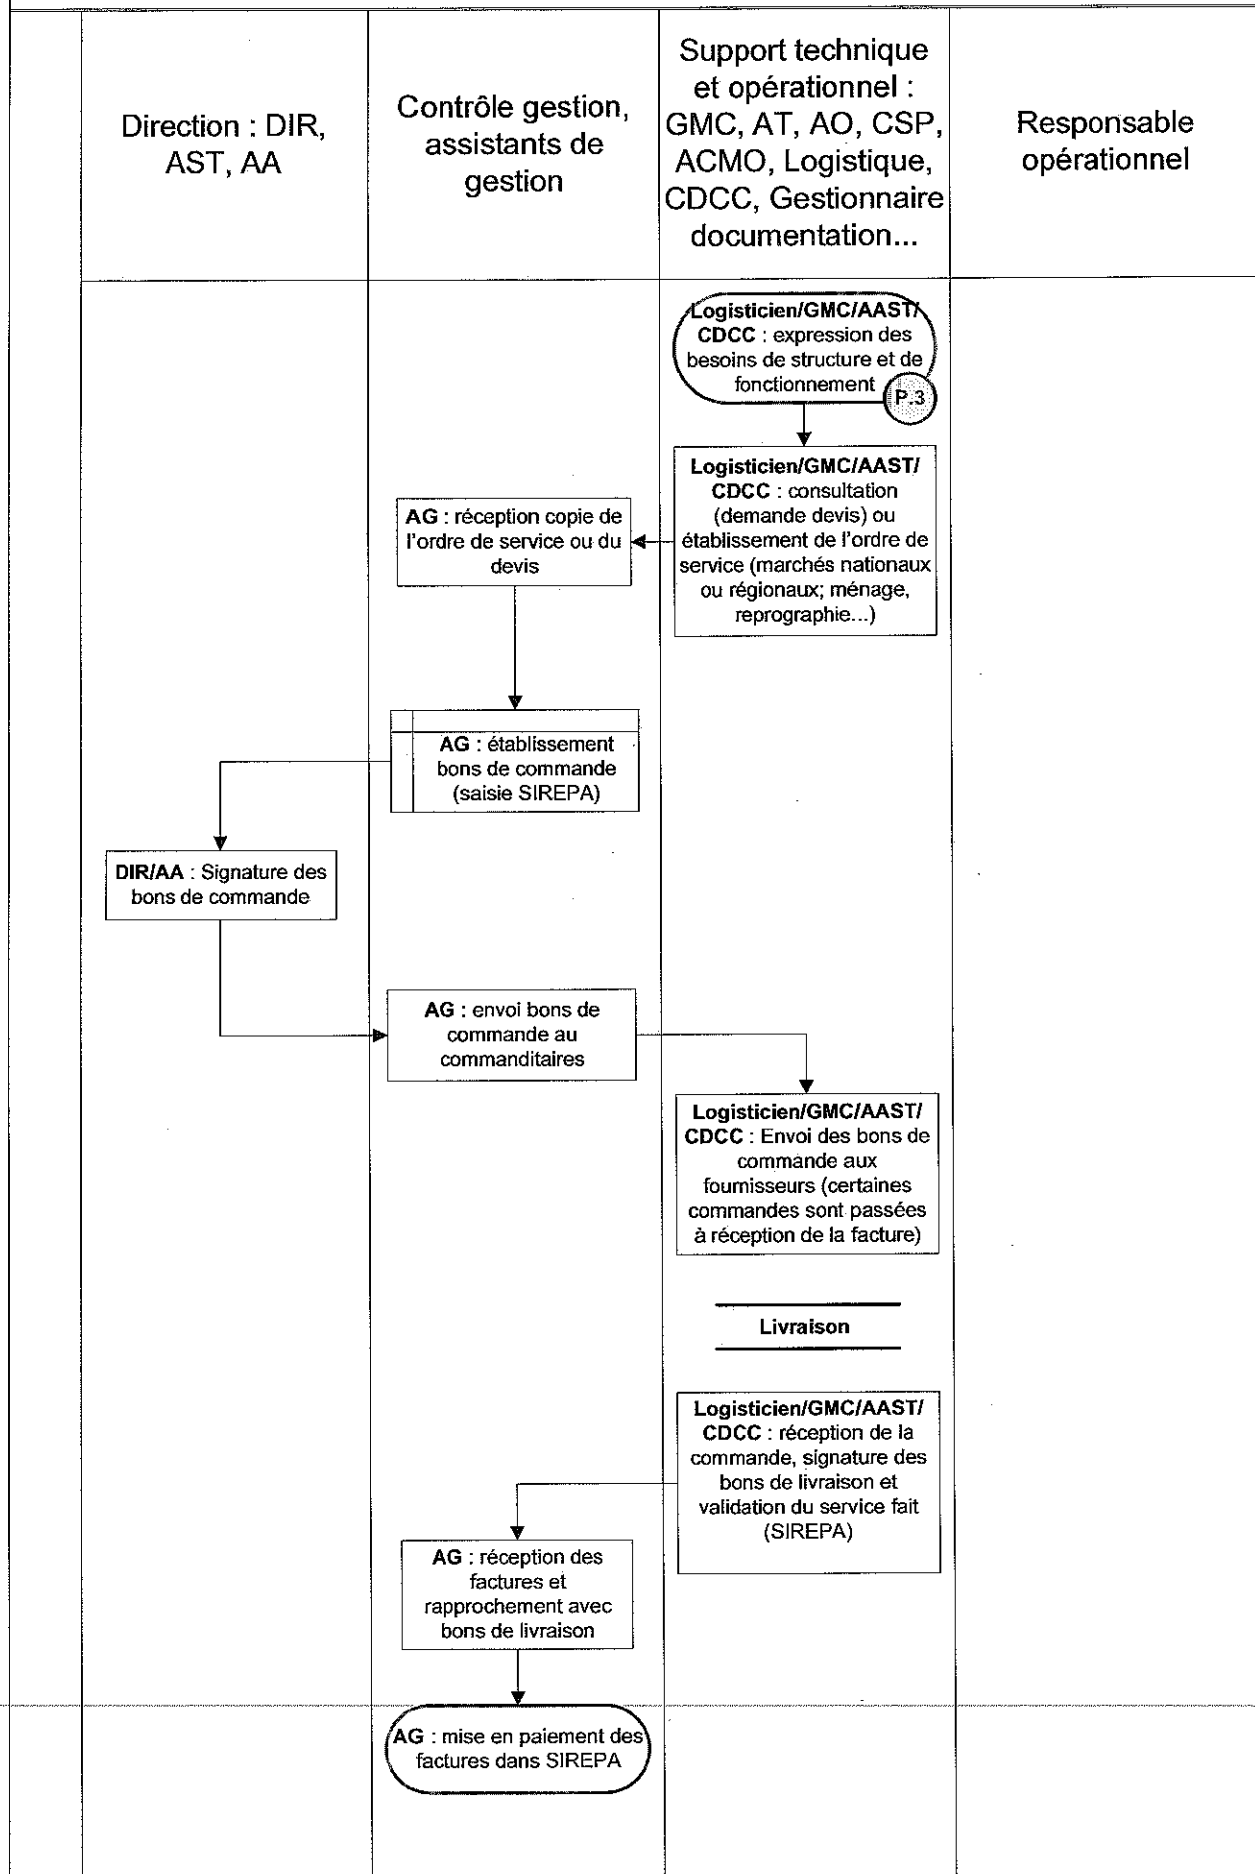 Direction : DIR,
AST, AA
Contrôle gestion,
assistants de
gestion
Support technique
et opérationnel :
GMC, AT, AO, CSP,
ACMO, Logistique,
CDCC, Gestionnaire
documentation...
Responsable
opérationnel
Logisticien/GMC/AAST/
CDCC : expression des
besoins de structure et de
fonctionnement
P.3
Logisticien/GMC/AAST/
CDCC : consultation
(demande devis) ou
établissement de l'ordre de
service (marchés nationaux
ou régionaux; ménage,
reprographie...)
AG : réception copie de
l'ordre de service ou du
devis
AG : établissement
bons de commande
(saisie SIREPA)
DIR/AA : Signature des
bons de commande
AG : envoi bons de
commande au
commanditaires
Logisticien/GMC/AAST/
CDCC : Envoi des bons de
commande aux
fournisseurs (certaines
commandes sont passées
à réception de la facture)
Livraison
Logisticien/GMC/AAST/
CDCC : réception de la
commande, signature des
bons de livraison et
validation du service fait
(SIREPA)
AG : réception des
factures et
rapprochement avec
bons de livraison
AG : mise en paiement des
factures dans SIREPA